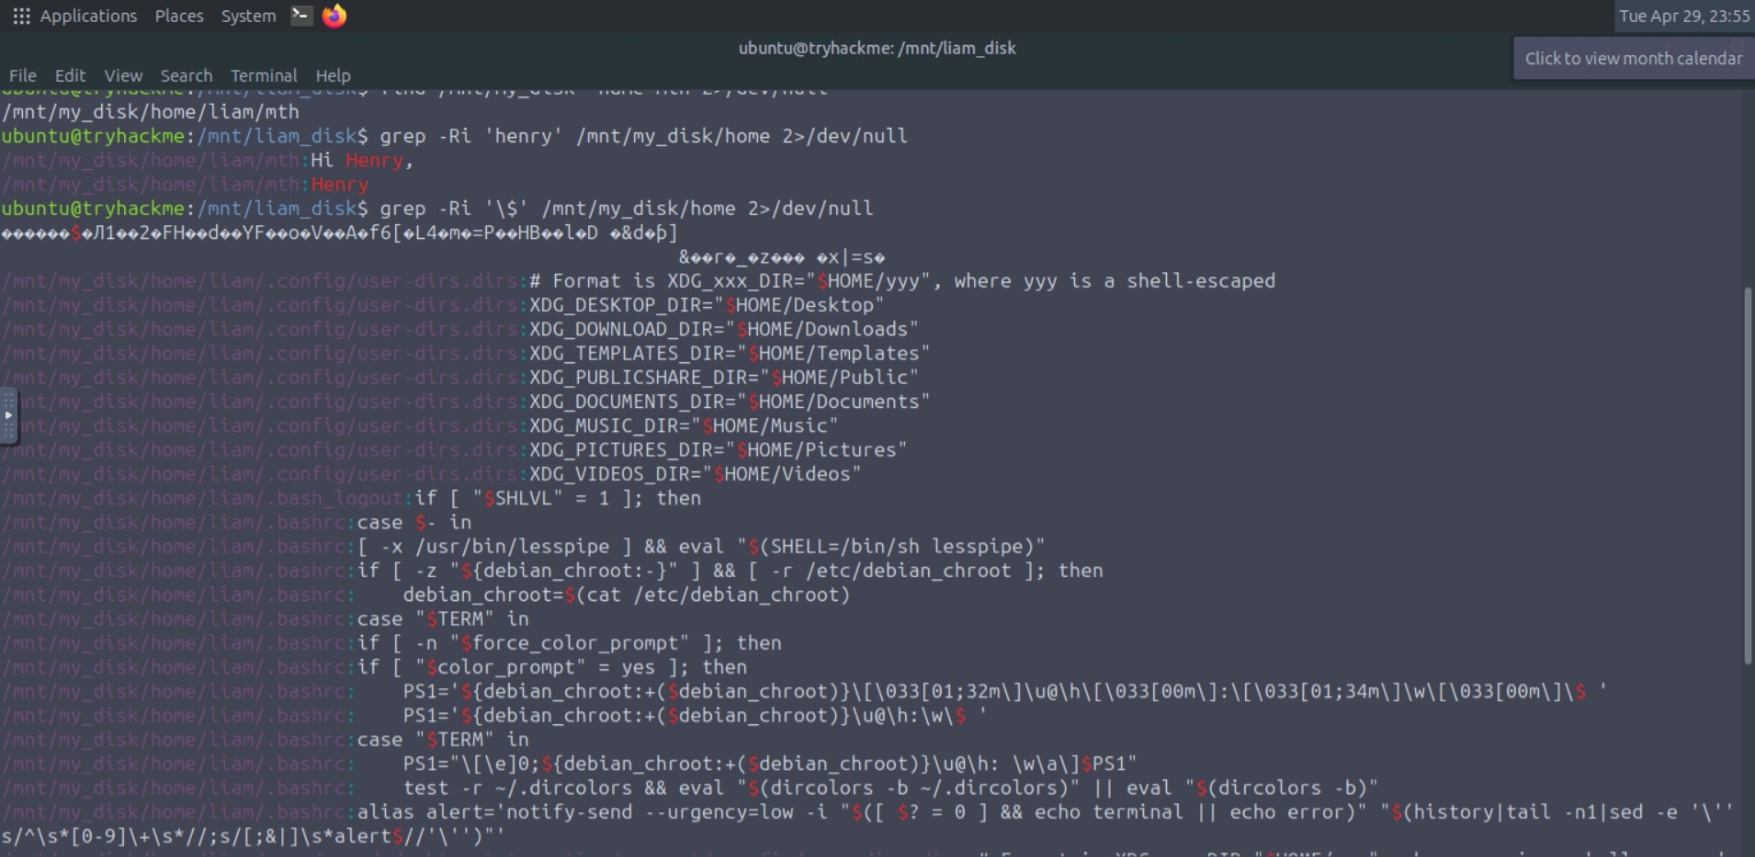 Applications Places System
Tue Apr 29, 23:55
ubuntu@tryhackme: /mnt/liam_disk
Click to view month calendar
File Edit View Search Terminal Help
/mnt/my_disk/home/liam/mth
ubuntu@tryhackme:/mnt/liam_disk$ grep -Ri 'henry' /mnt/my_disk/home 2>/dev/null
/mnt/my_disk/home/liam/mth:Hi Henry,
/mnt/my_disk/home/liam/mth:Henry
ubuntu@tryhackme:/mnt/liam_disk$ grep -Ri '\$' /mnt/my_disk/home 2>/dev/null
������$�Л1��2�FH��d��YF��o�V��A�f6[�L4�m�=P��HB��l�D �&d�þ]
&��r�_�z��� �x|=s�
/mnt/my_disk/home/liam/.config/user-dirs.dirs:# Format is XDG_xxx_DIR="$HOME/yyy", where yyy is a shell-escaped
/mnt/my_disk/home/liam/.config/user-dirs.dirs:XDG_DESKTOP_DIR="$HOME/Desktop"
/mnt/my_disk/home/liam/.config/user-dirs.dirs:XDG_DOWNLOAD_DIR="$HOME/Downloads"
/mnt/my_disk/home/liam/.config/user-dirs.dirs:XDG_TEMPLATES_DIR="$HOME/Templates"
/mnt/my_disk/home/liam/.config/user-dirs.dirs:XDG_PUBLICSHARE_DIR="$HOME/Public"
/mnt/my_disk/home/liam/.config/user-dirs.dirs:XDG_DOCUMENTS_DIR="$HOME/Documents"
/mnt/my_disk/home/liam/.config/user-dirs.dirs:XDG_MUSIC_DIR="$HOME/Music"
/mnt/my_disk/home/liam/.config/user-dirs.dirs:XDG_PICTURES_DIR="$HOME/Pictures"
/mnt/my_disk/home/liam/.config/user-dirs.dirs:XDG_VIDEOS_DIR="$HOME/Videos"
/mnt/my_disk/home/liam/.bash_logout:if [ "$SHLVL" = 1 ]; then
/mnt/my_disk/home/liam/.bashrc:case $- in
/mnt/my_disk/home/liam/.bashrc:[ -x /usr/bin/lesspipe ] && eval "$(SHELL=/bin/sh lesspipe)"
/mnt/my_disk/home/liam/.bashrc:if [ -z "${debian_chroot:-}" ] && [ -r /etc/debian_chroot ]; then
/mnt/my_disk/home/liam/.bashrc:    debian_chroot=$(cat /etc/debian_chroot)
/mnt/my_disk/home/liam/.bashrc:case "$TERM" in
/mnt/my_disk/home/liam/.bashrc:if [ -n "$force_color_prompt" ]; then
/mnt/my_disk/home/liam/.bashrc:if [ "$color_prompt" = yes ]; then
/mnt/my_disk/home/liam/.bashrc:    PS1='${debian_chroot:+($debian_chroot)}\[\033[01;32m\]\u@\h\[\033[00m\]:\[\033[01;34m\]\w\[\033[00m\]\$ '
/mnt/my_disk/home/liam/.bashrc:    PS1='${debian_chroot:+($debian_chroot)}\u@\h:\w\$ '
/mnt/my_disk/home/liam/.bashrc:case "$TERM" in
/mnt/my_disk/home/liam/.bashrc:    PS1="\[\e]0;${debian_chroot:+($debian_chroot)}\u@\h: \w\a\]$PS1"
/mnt/my_disk/home/liam/.bashrc:    test -r ~/.dircolors && eval "$(dircolors -b ~/.dircolors)" || eval "$(dircolors -b)"
/mnt/my_disk/home/liam/.bashrc:alias alert='notify-send --urgency=low -i "$([ $? = 0 ] && echo terminal || echo error)" "$(history|tail -n1|sed -e '\''
s/^\s*[0-9]\+\s*//;s/[;&|]\s*alert$//'\'')"'